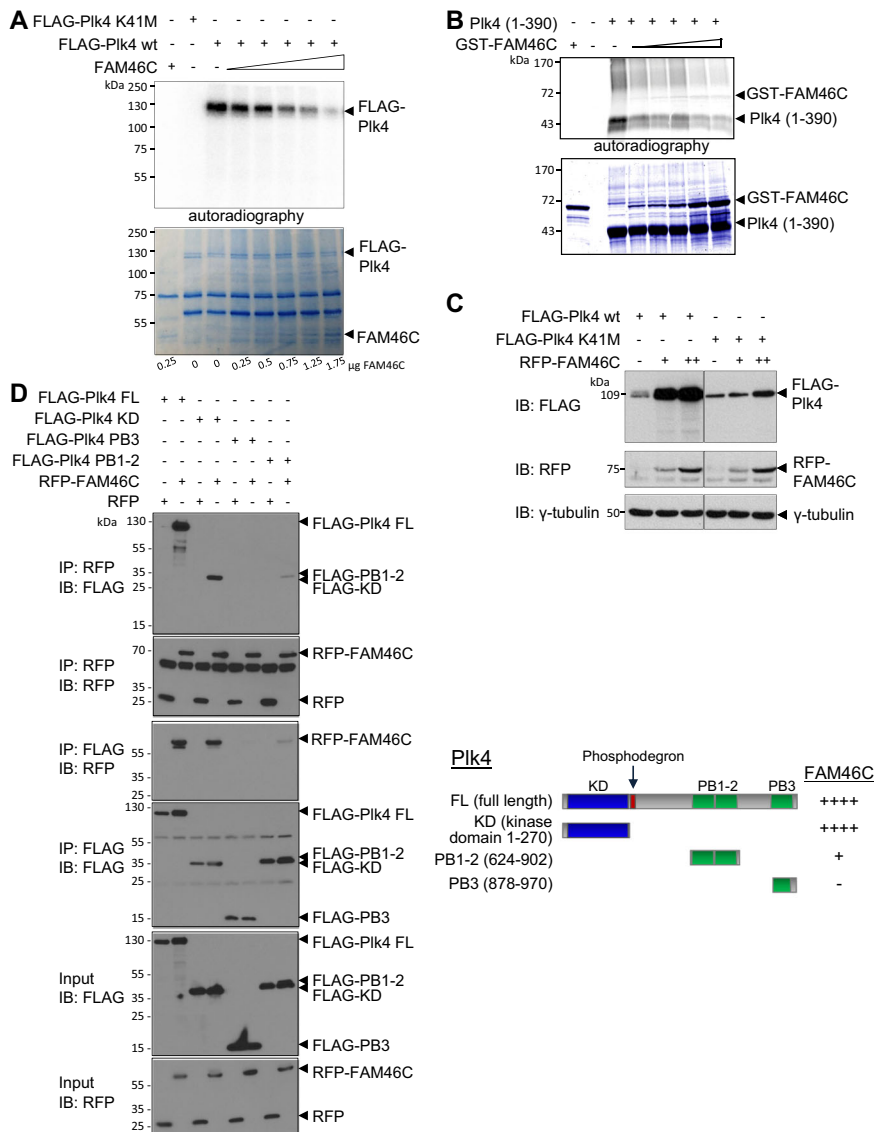 A
FLAG-Plk4 K41M - + - - - - - -
FLAG-Plk4 wt - - + + + + + +
FAM46C + - -
kDa
250
130
100
75
55
FLAG-
Plk4
autoradiography
250
130
100
75
55
FLAG-
Plk4
FAM46C
0.25 0 0 0.25 0.5 0.75 1.25 1.75 µg FAM46C
B
Plk4 (1-390) - - + + + + + +
GST-FAM46C + - -
170
72
43
GST-FAM46C
Plk4 (1-390)
autoradiography
170
72
43
GST-FAM46C
Plk4 (1-390)
C
FLAG-Plk4 wt + + + - - -
FLAG-Plk4 K41M - - - + + +
RFP-FAM46C - + ++ - + ++
kDa
109
IB: FLAG
FLAG-
Plk4
IB: RFP
75
RFP-
FAM46C
IB: γ-tubulin
50
γ-tubulin
D
FLAG-Plk4 FL + + - - - - - -
FLAG-Plk4 KD - - + + - - - -
FLAG-Plk4 PB3 - - - - + + - -
FLAG-Plk4 PB1-2 - - - - - - + +
RFP-FAM46C - + - + - + - +
RFP + - + - + - + -
kDa
130
55
35
25
15
IP: RFP
IB: FLAG
FLAG-Plk4 FL
FLAG-PB1-2
FLAG-KD
70
35
25
IP: RFP
IB: RFP
RFP-FAM46C
RFP
55
IP: FLAG
IB: RFP
RFP-FAM46C
130
55
35
25
15
IP: FLAG
IB: FLAG
FLAG-Plk4 FL
FLAG-PB1-2
FLAG-KD
FLAG-PB3
130
55
35
25
15
Input
IB: FLAG
FLAG-Plk4 FL
FLAG-PB1-2
FLAG-KD
FLAG-PB3
55
35
25
Input
IB: RFP
RFP-FAM46C
RFP
Plk4
Phosphodegron
FAM46C
KD PB1-2 PB3
FL (full length) ++++
KD (kinase
domain 1-270) ++++
PB1-2 (624-902) +
PB3 (878-970) -